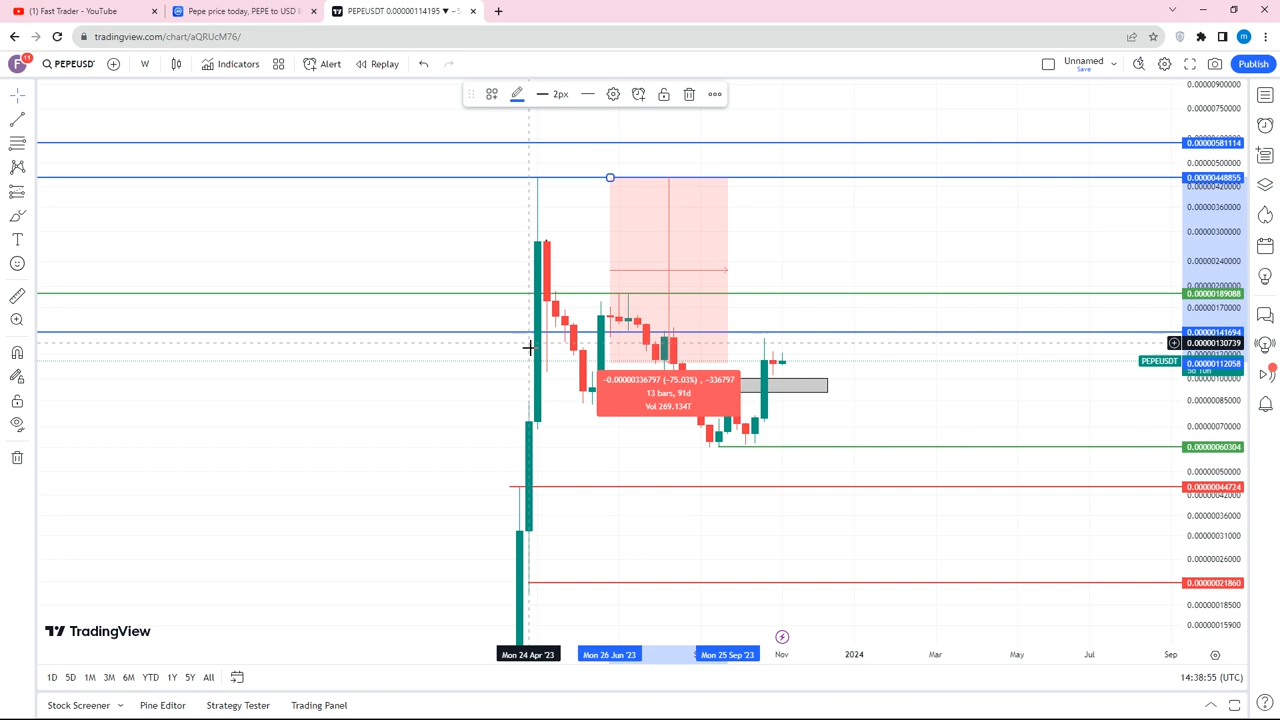 (1) Fast Trader - YouTube
Pepe price today, PEPE to USD l
PEPEUSDT 0.00000114195 ▼ −5
tradingview.com/chart/aQRUcM76/
11
F
m
PEPEUSD
W
Indicators
Alert
Replay
Unnamed
Save
Publish
2px
0.00000900000
0.00000750000
0.00000581114
0.00000500000
0.00000448855
0.00000420000
0.00000360000
0.00000300000
0.00000240000
0.00000200000
0.00000189088
0.00000170000
0.00000141694
0.00000130739
0.00000120000
PEPEUSDT
0.00000112058
5d 10h
0.00000100000
0.00000085000
0.00000070000
0.00000060304
0.00000050000
0.00000044724
0.00000042000
0.00000036000
0.00000031000
0.00000026000
0.00000021860
0.00000018500
0.00000015900
-0.00000336797 (-75.03%) , -336797
13 bars, 91d
Vol 269.134T
TradingView
Mon 24 Apr '23
Mon 26 Jun '23
Mon 25 Sep '23
Nov
2024
Mar
May
Jul
Sep
1D
5D
1M
3M
6M
YTD
1Y
5Y
All
14:38:55 (UTC)
Stock Screener
Pine Editor
Strategy Tester
Trading Panel